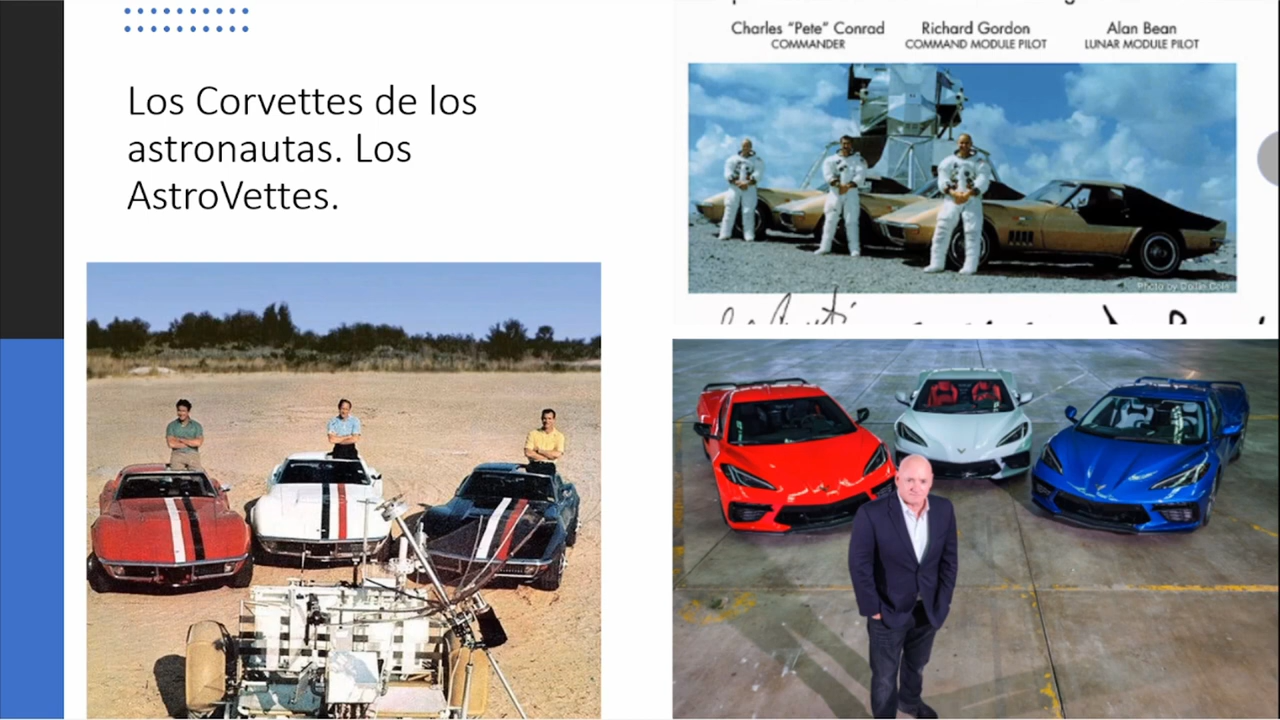 Los Corvettes de los
astronautas. Los
AstroVettes.
Charles “Pete” Conrad
COMMANDER
Richard Gordon
COMMAND MODULE PILOT
Alan Bean
LUNAR MODULE PILOT